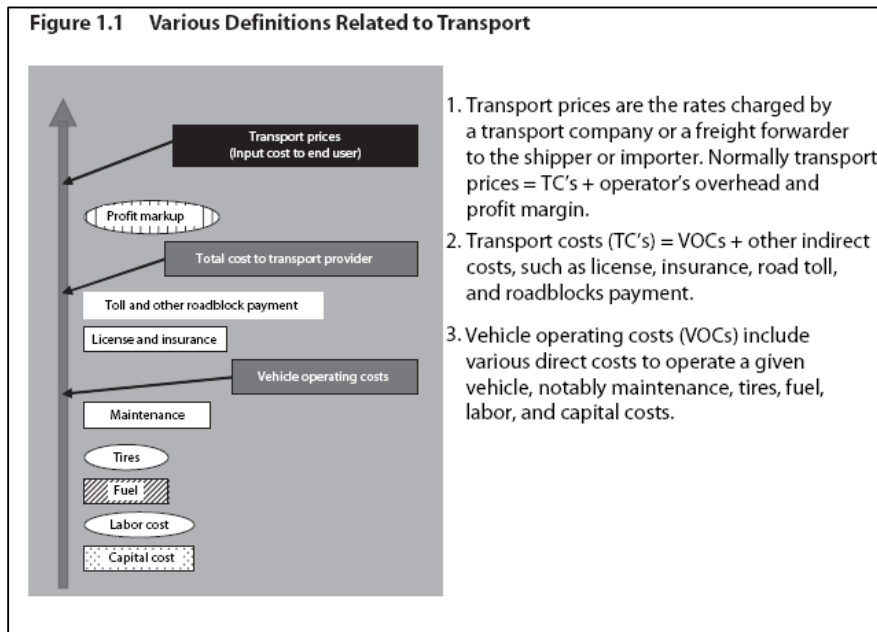 Figure 1.1 Various Definitions Related to Transport
Transport prices
(Input cost to end user)
Profit markup
Total cost to transport provider
Toll and other roadblock payment
License and insurance
Vehicle operating costs
Maintenance
Tires
Fuel
Labor cost
Capital cost
1. Transport prices are the rates charged by
a transport company or a freight forwarder
to the shipper or importer. Normally transport
prices = TC's + operator's overhead and
profit margin.
2. Transport costs (TC's) = VOCs + other indirect
costs, such as license, insurance, road toll,
and roadblocks payment.
3. Vehicle operating costs (VOCs) include
various direct costs to operate a given
vehicle, notably maintenance, tires, fuel,
labor, and capital costs.